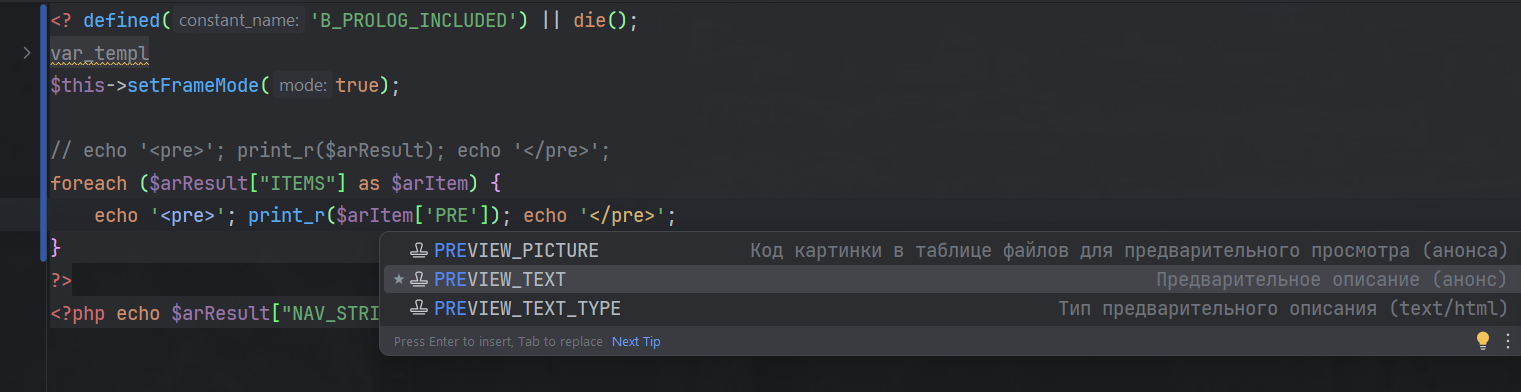 <? defined( constant_name: 'B_PROLOG_INCLUDED') || die();
var_templ
$this->setFrameMode( mode: true);
// echo '<pre>'; print_r($arResult); echo '</pre>';
foreach ($arResult["ITEMS"] as $arItem) {
echo '<pre>'; print_r($arItem['PRE']); echo '</pre>';
}
PREVIEW_PICTURE Код картинки в таблице файлов для предварительного просмотра (анонса)
?>
PREVIEW_TEXT Предварительное описание (анонс)
<?php echo $arResult["NAV_STRI
PREVIEW_TEXT_TYPE Тип предварительного описания (text/html)
Press Enter to insert, Tab to replace Next Tip